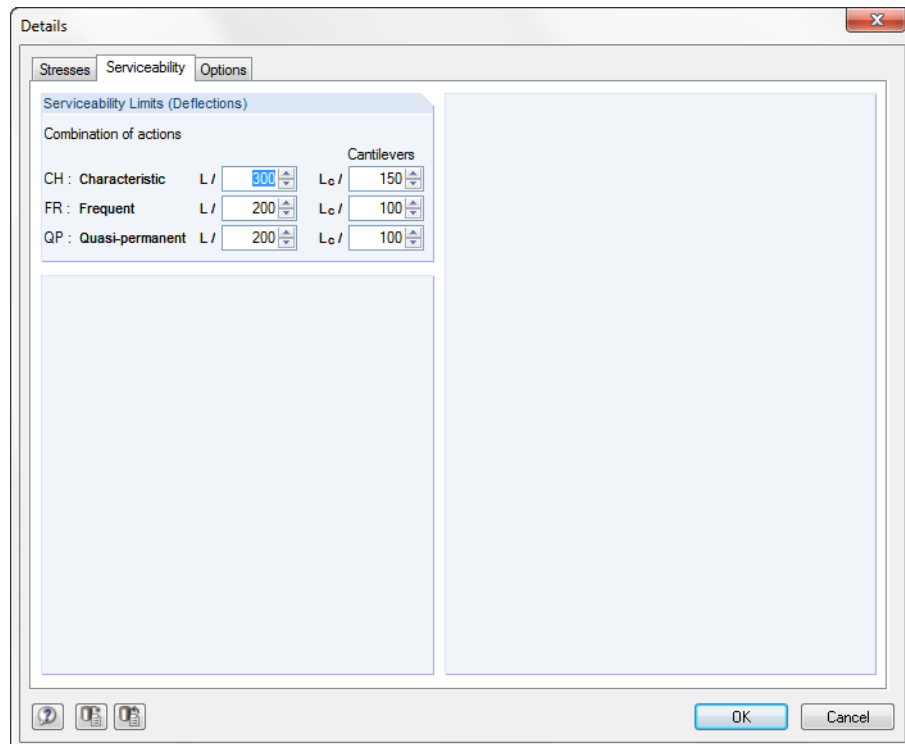 Details
Stresses Serviceability Options
Serviceability Limits (Deflections)
Combination of actions
Cantilevers
CH : Characteristic L / 300 Lc / 150
FR : Frequent L / 200 Lc / 100
QP : Quasi-permanent L / 200 Lc / 100
OK Cancel